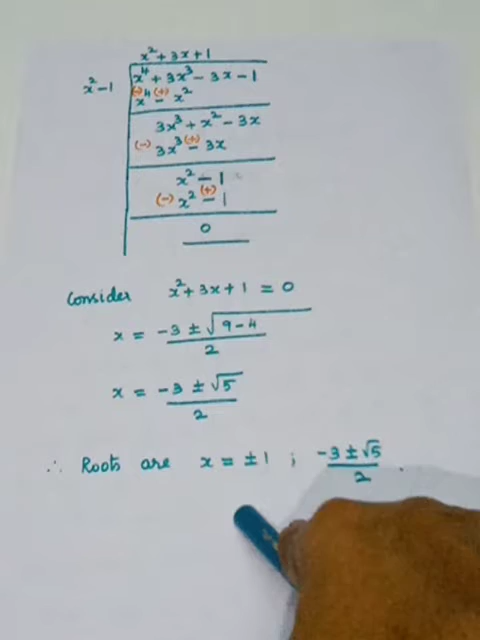 x² + 3x + 1
x² - 1 | x⁴ + 3x³ - 3x - 1
(-) (+)
x⁴ - x²
3x³ + x² - 3x
(-) 3x³ (+) - 3x
x² - 1
(-) x² (+) - 1
0
Consider x² + 3x + 1 = 0
x = (-3 ± √(9 - 4)) / 2
x = (-3 ± √5) / 2
∴ Roots are x = ±1 ; (-3 ± √5) / 2 .